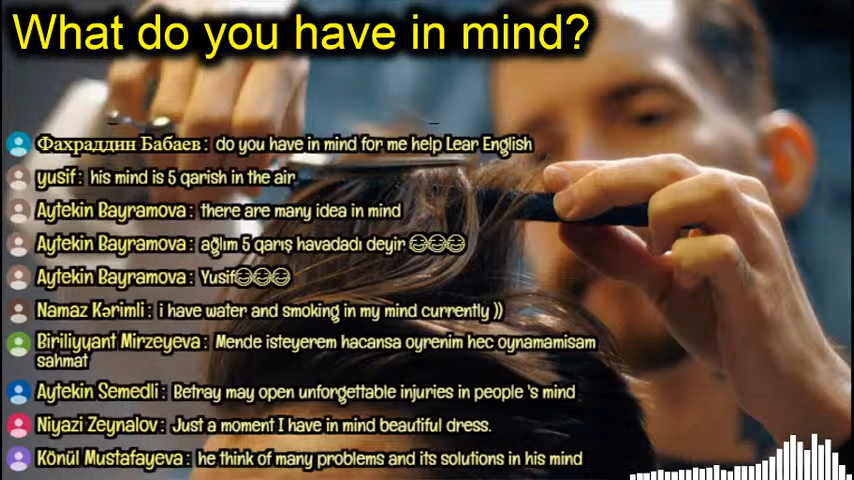 What do you have in mind?
Фахраддин Бабаев: do you have in mind for me help Lear English
yusif: his mind is 5 qarish in the air
Aytekin Bayramova: there are many idea in mind
Aytekin Bayramova: ağlım 5 qarış havadadı deyir 😂😂😂
Aytekin Bayramova: Yusif😂😂😂
Namaz Kərimli: i have water and smoking in my mind currently ))
Biriliyyant Mirzeyeva: Mende isteyerem hacansa oyrenim hec oynamamisam
sahmat
Aytekin Semedli: Betray may open unforgettable injuries in people 's mind
Niyazi Zeynalov: Just a moment I have in mind beautiful dress.
Könül Mustafayeva: he think of many problems and its solutions in his mind